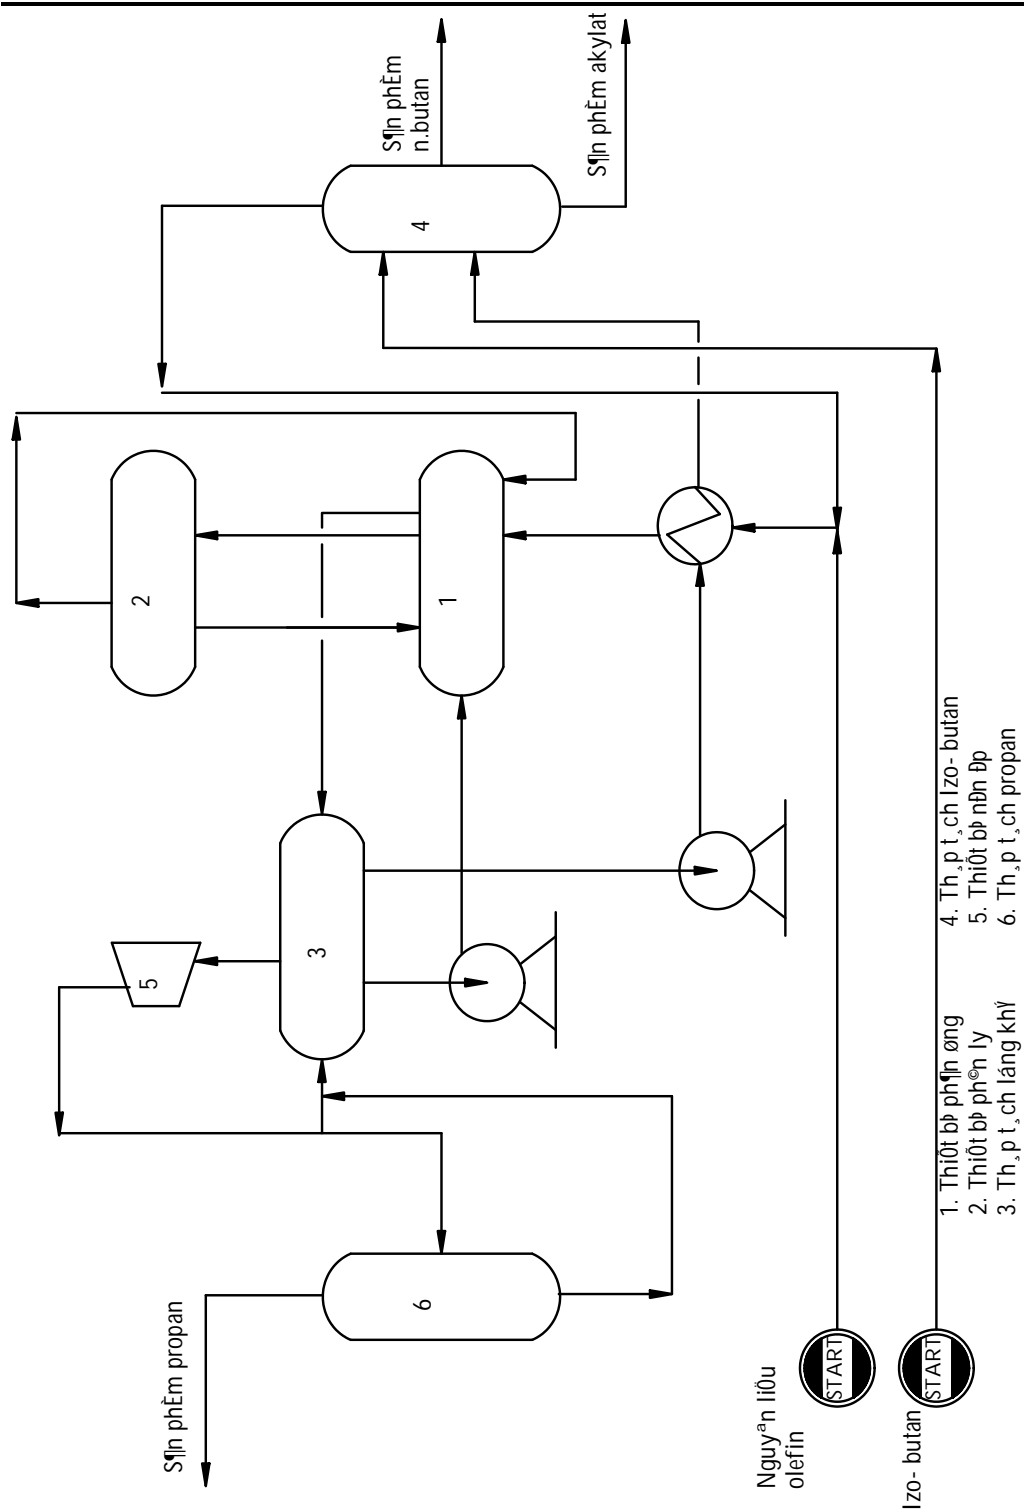 S¶n phÈm propan
Nguyªn liÖu
olefin
Izo- butan
START
START
6
5
3
2
1
4
S¶n phÈm
n.butan
S¶n phÈm akylat
1. ThiÕt bÞ ph¶n øng
2. ThiÕt bÞ ph©n ly
3. Th¸p t¸ch láng khÝ
4. Th¸p t¸ch Izo- butan
5. ThiÕt bÞ nÐn Ðp
6. Th¸p t¸ch propan